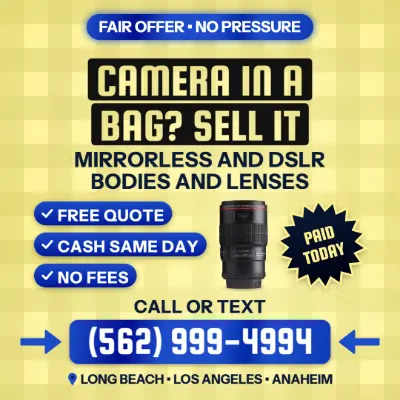 FAIR OFFER • NO PRESSURE
CAMERA IN A
BAG? SELL IT
MIRRORLESS AND DSLR
BODIES AND LENSES
FREE QUOTE
CASH SAME DAY
NO FEES
PAID
TODAY
CALL OR TEXT
(562) 999-4994
LONG BEACH • LOS ANGELES • ANAHEIM